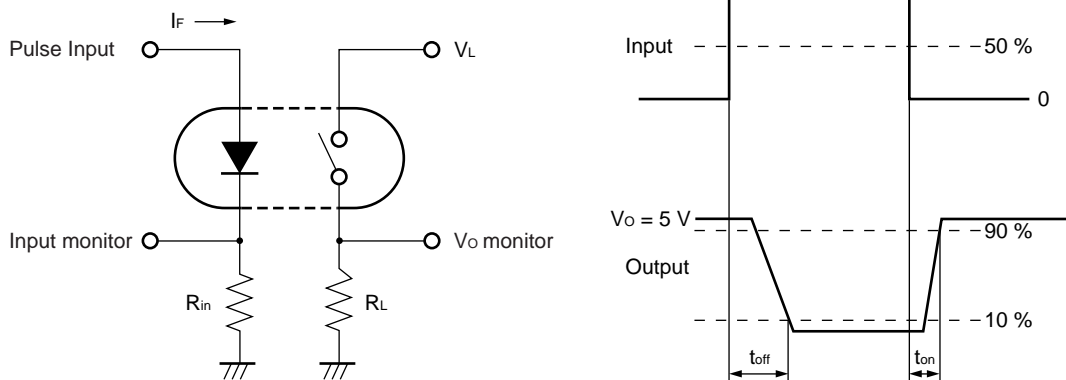 IF
Pulse Input
VL
Input monitor
VO monitor
Rin
RL
Input
50 %
0
VO = 5 V
90 %
Output
10 %
toff
ton